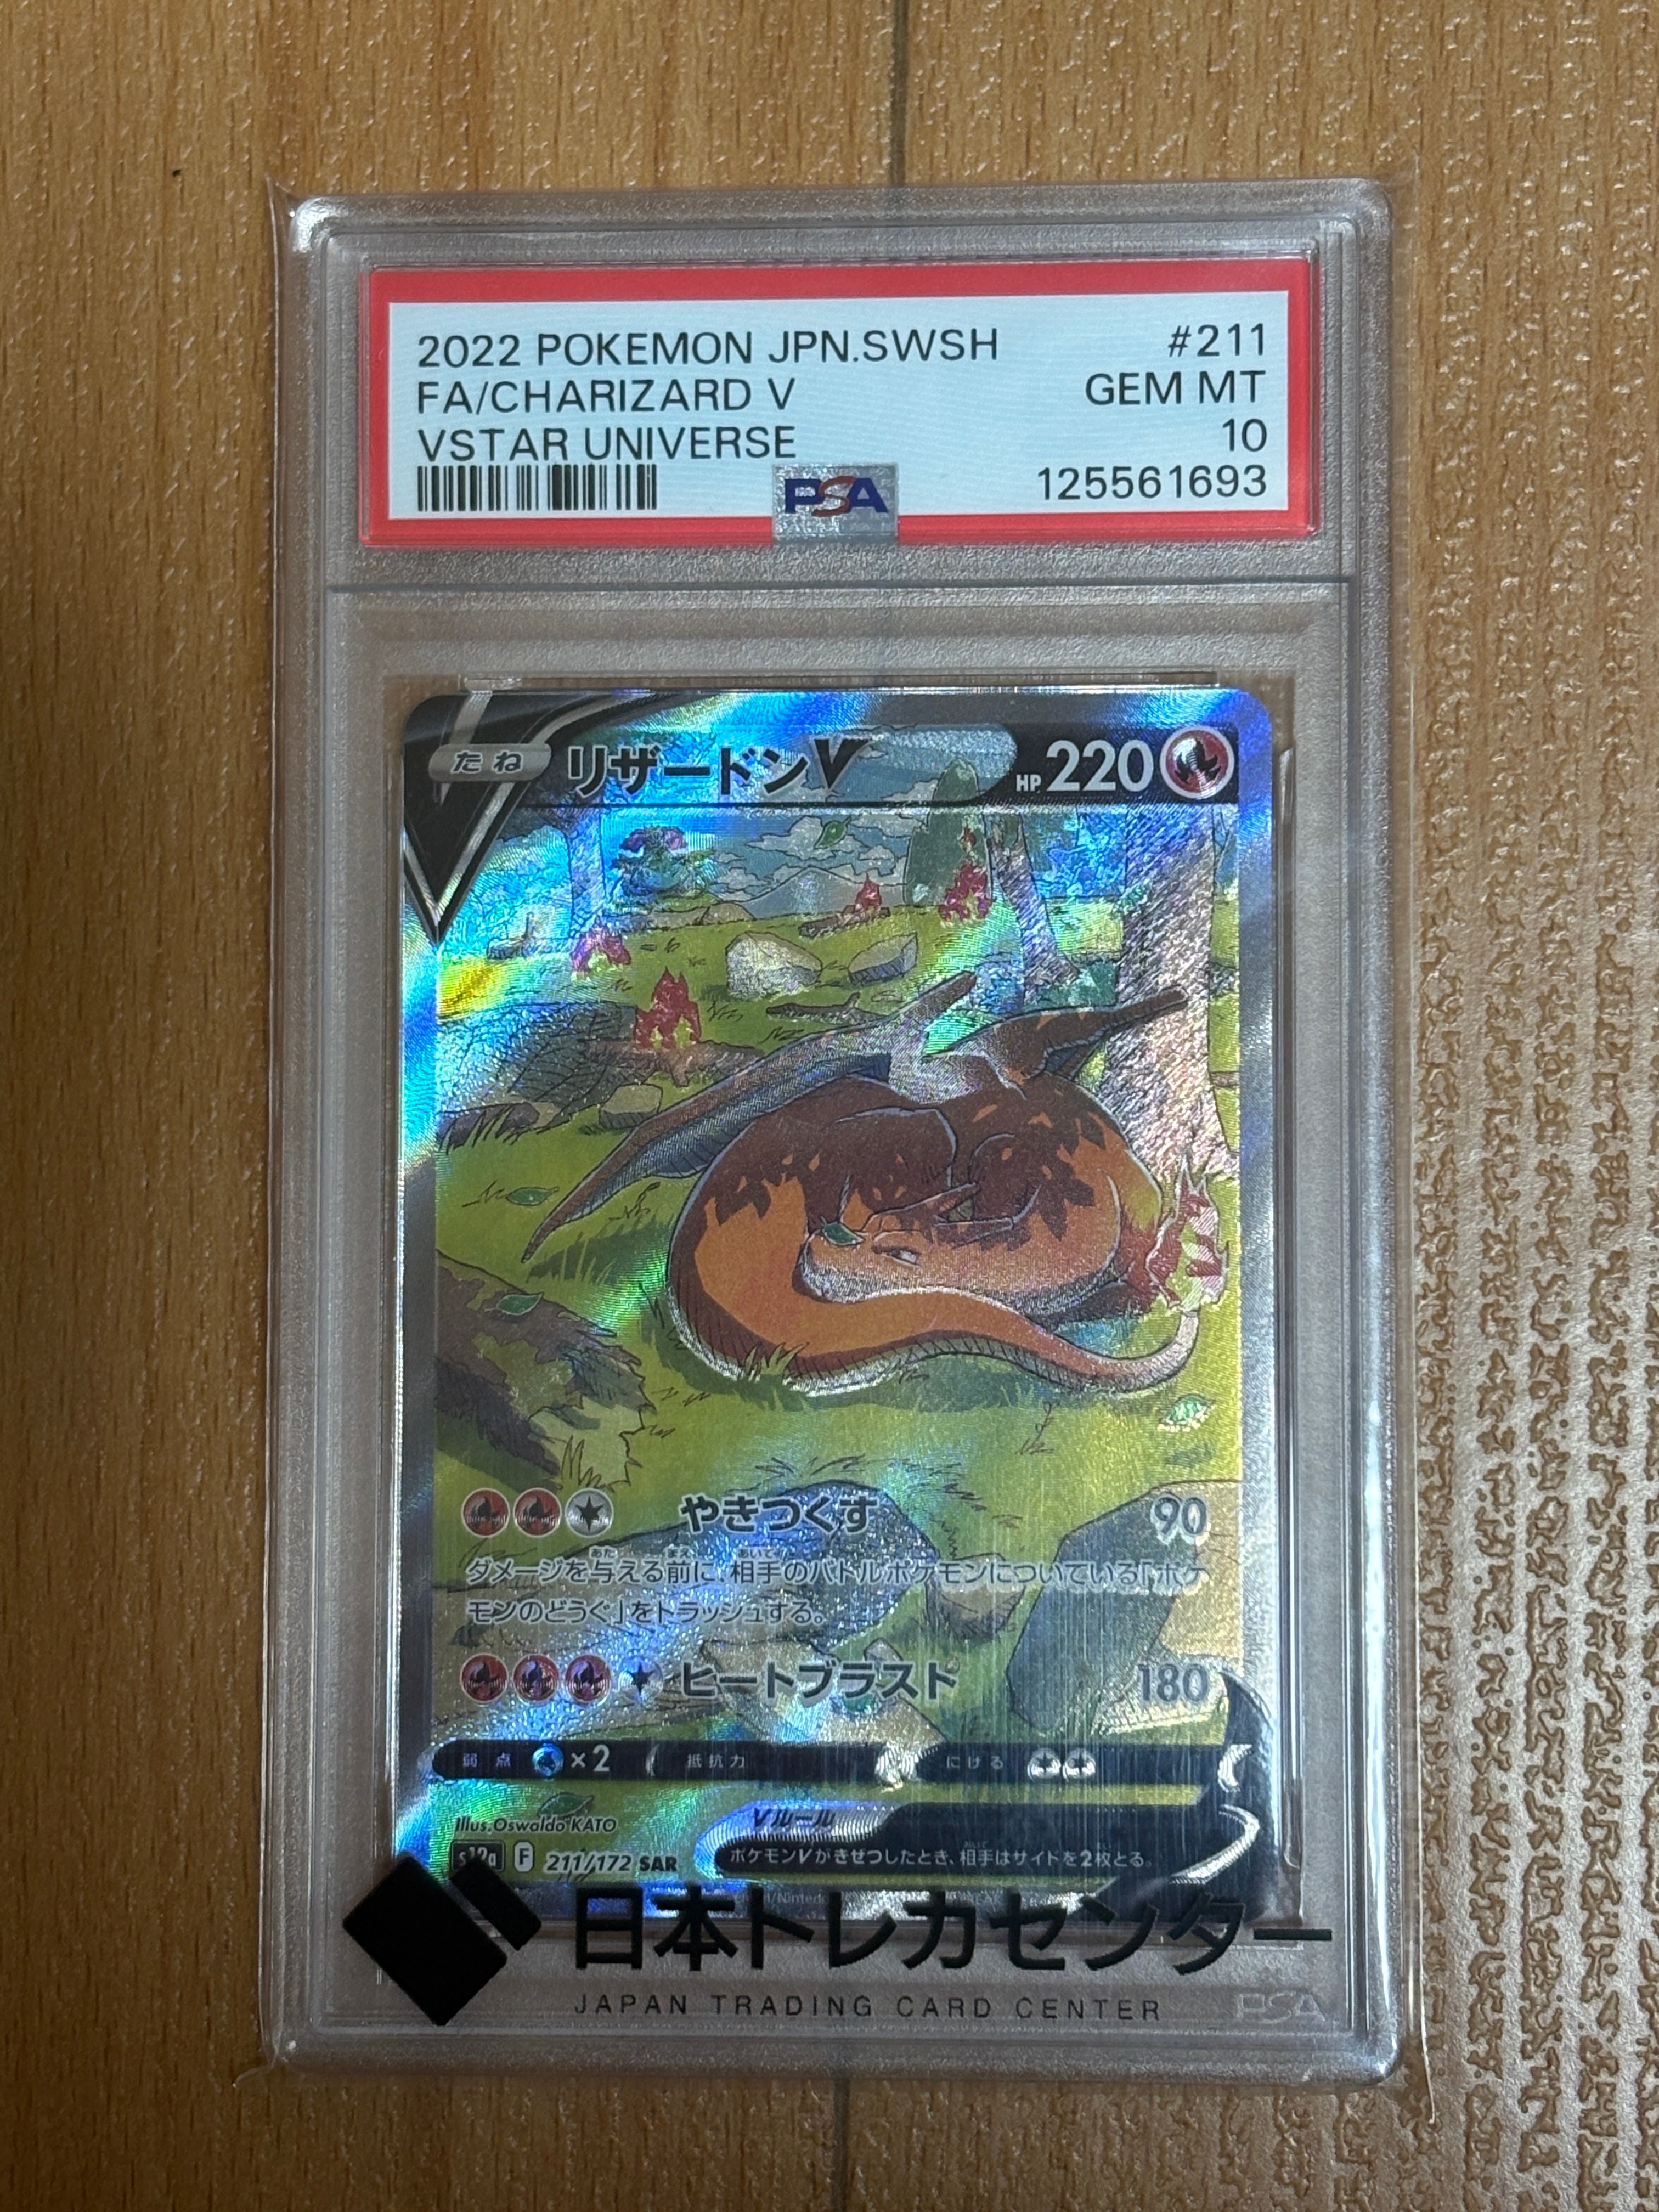 2022 POKEMON JPN.SWSH #211
FA/CHARIZARD V GEM MT
VSTAR UNIVERSE 10
PSA 125561693
たね リザードンV HP 220
やきつくす 90
ダメージを与える前に、相手のバトルポケモンについている「ポケ
モンのどうぐ」をトラッシュする。
ヒートブラスト 180
弱点 ×2 抵抗力 にげる
Illus. Oswaldo KATO Vルール
s12a F 211/172 SAR ポケモンVがきぜつしたとき、相手はサイトを2枚とる。
日本トレカセンター
JAPAN TRADING CARD CENTER PSA